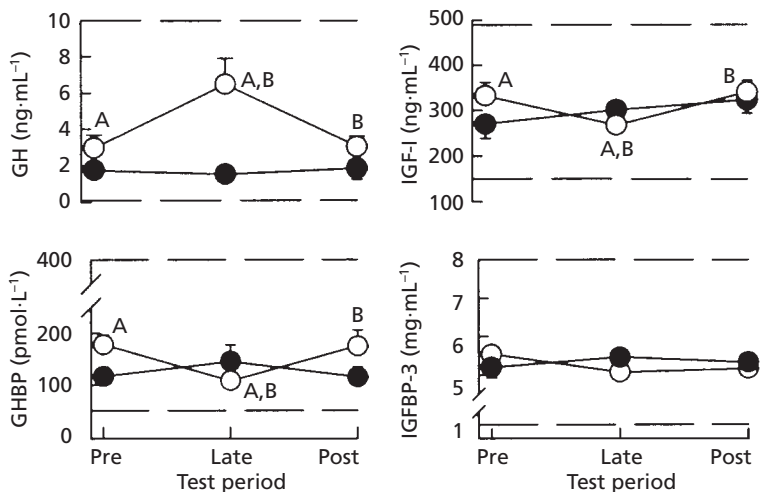 10
8
6
4
2
0
GH (ng·mL⁻¹)
A
A,B
B
500
400
300
200
100
IGF-I (ng·mL⁻¹)
A
A,B
B
400
200
100
0
GHBP (pmol·L⁻¹)
A
A,B
B
Pre Late Post
Test period
8
7
6
5
1
IGFBP-3 (mg·mL⁻¹)
Pre Late Post
Test period